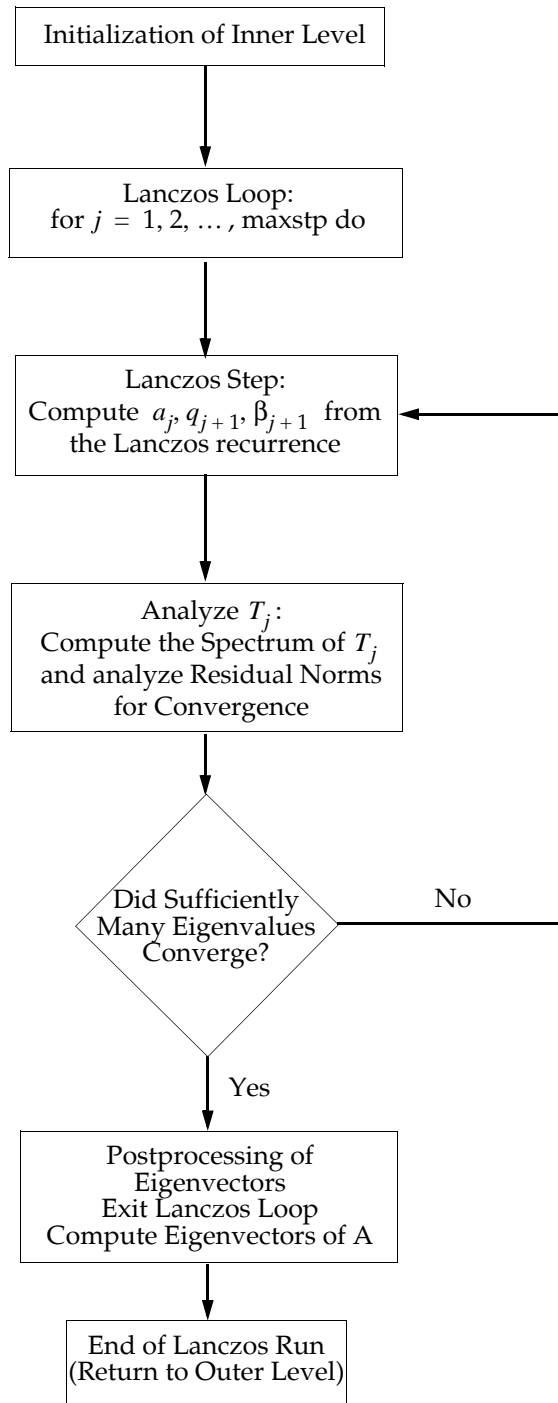 Initialization of Inner Level
Lanczos Loop:
for j = 1, 2, … , maxstp do
Lanczos Step:
Compute a_j, q_{j + 1}, β_{j + 1} from
the Lanczos recurrence
Analyze T_j:
Compute the Spectrum of T_j
and analyze Residual Norms
for Convergence
Did Sufficiently
Many Eigenvalues
Converge?
No
Yes
Postprocessing of
Eigenvectors
Exit Lanczos Loop
Compute Eigenvectors of A
End of Lanczos Run
(Return to Outer Level)